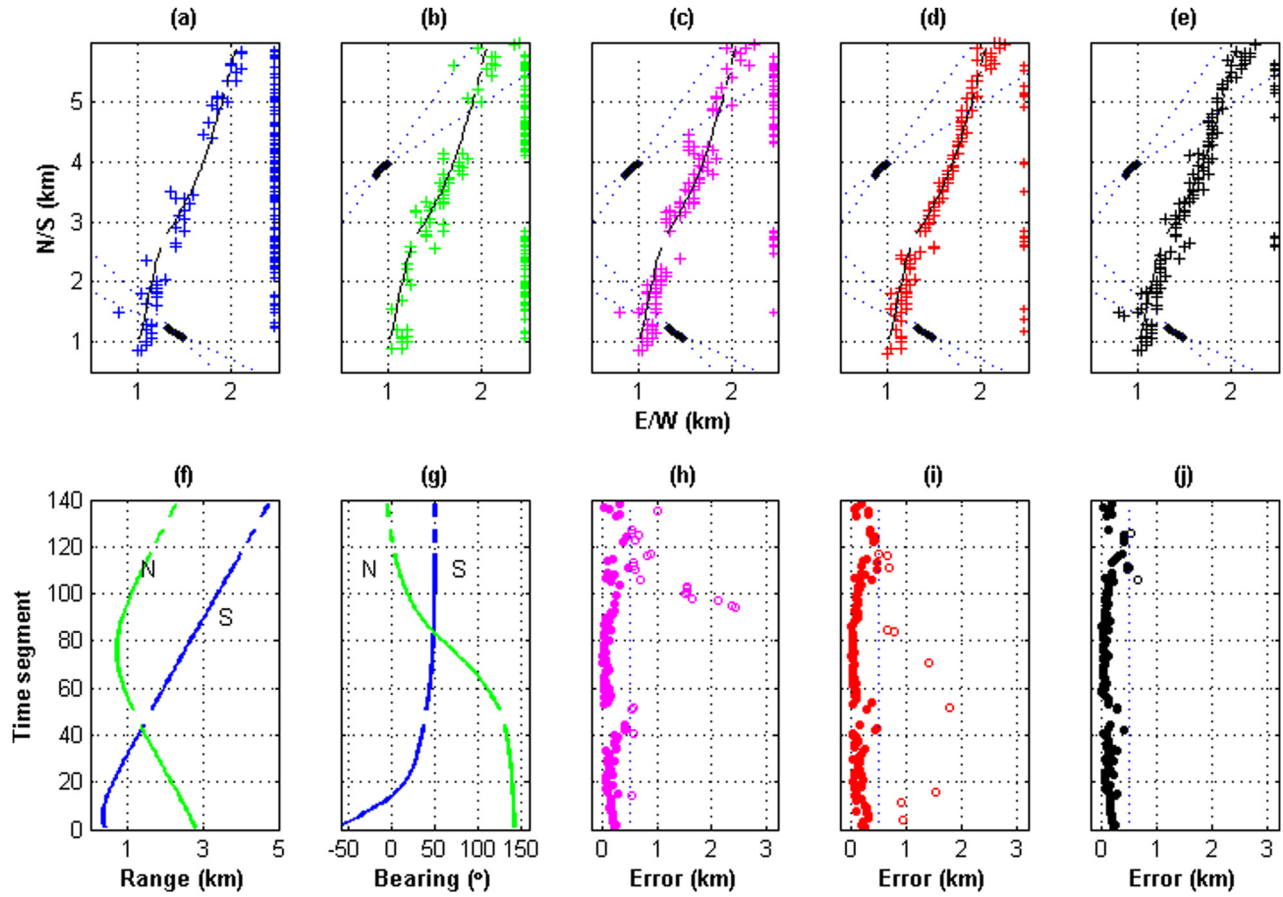 (a) (b) (c) (d) (e)
5
4
3
2
1
N/S (km)
1 2 1 2 1 2 1 2 1 2
E/W (km)
(f) (g) (h) (i) (j)
140
120
100
80
60
40
20
0
Time segment
N
S
N S
1 3 5 -50 0 50 100 150 0 1 2 3 0 1 2 3 0 1 2 3
Range (km) Bearing (°) Error (km) Error (km) Error (km)